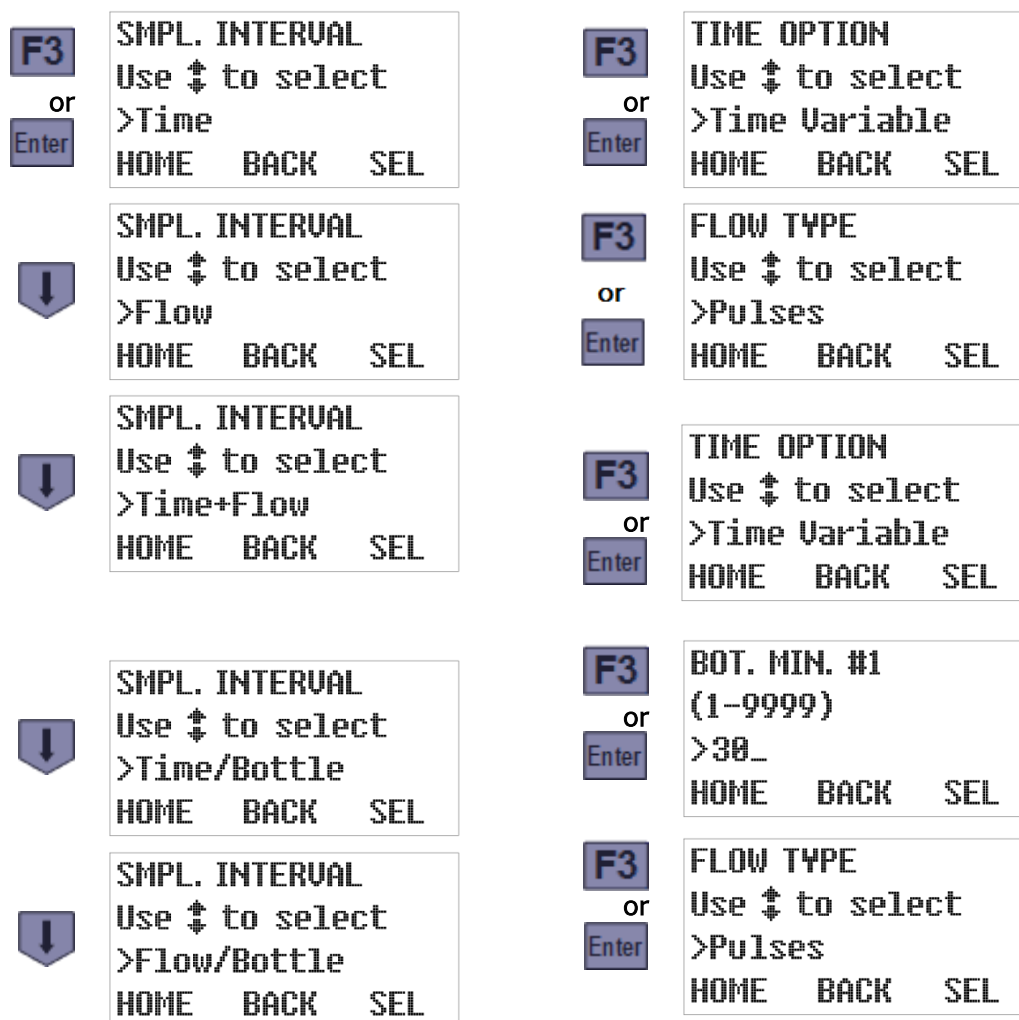 F3
or
Enter
SMPL. INTERVAL
Use ↕ to select
>Time
HOME BACK SEL
F3
or
Enter
TIME OPTION
Use ↕ to select
>Time Variable
HOME BACK SEL
SMPL. INTERVAL
Use ↕ to select
>Flow
HOME BACK SEL
F3
or
Enter
FLOW TYPE
Use ↕ to select
>Pulses
HOME BACK SEL
SMPL. INTERVAL
Use ↕ to select
>Time+Flow
HOME BACK SEL
F3
or
Enter
TIME OPTION
Use ↕ to select
>Time Variable
HOME BACK SEL
SMPL. INTERVAL
Use ↕ to select
>Time/Bottle
HOME BACK SEL
F3
or
Enter
BOT. MIN. #1
(1-9999)
>30_
HOME BACK SEL
SMPL. INTERVAL
Use ↕ to select
>Flow/Bottle
HOME BACK SEL
F3
or
Enter
FLOW TYPE
Use ↕ to select
>Pulses
HOME BACK SEL